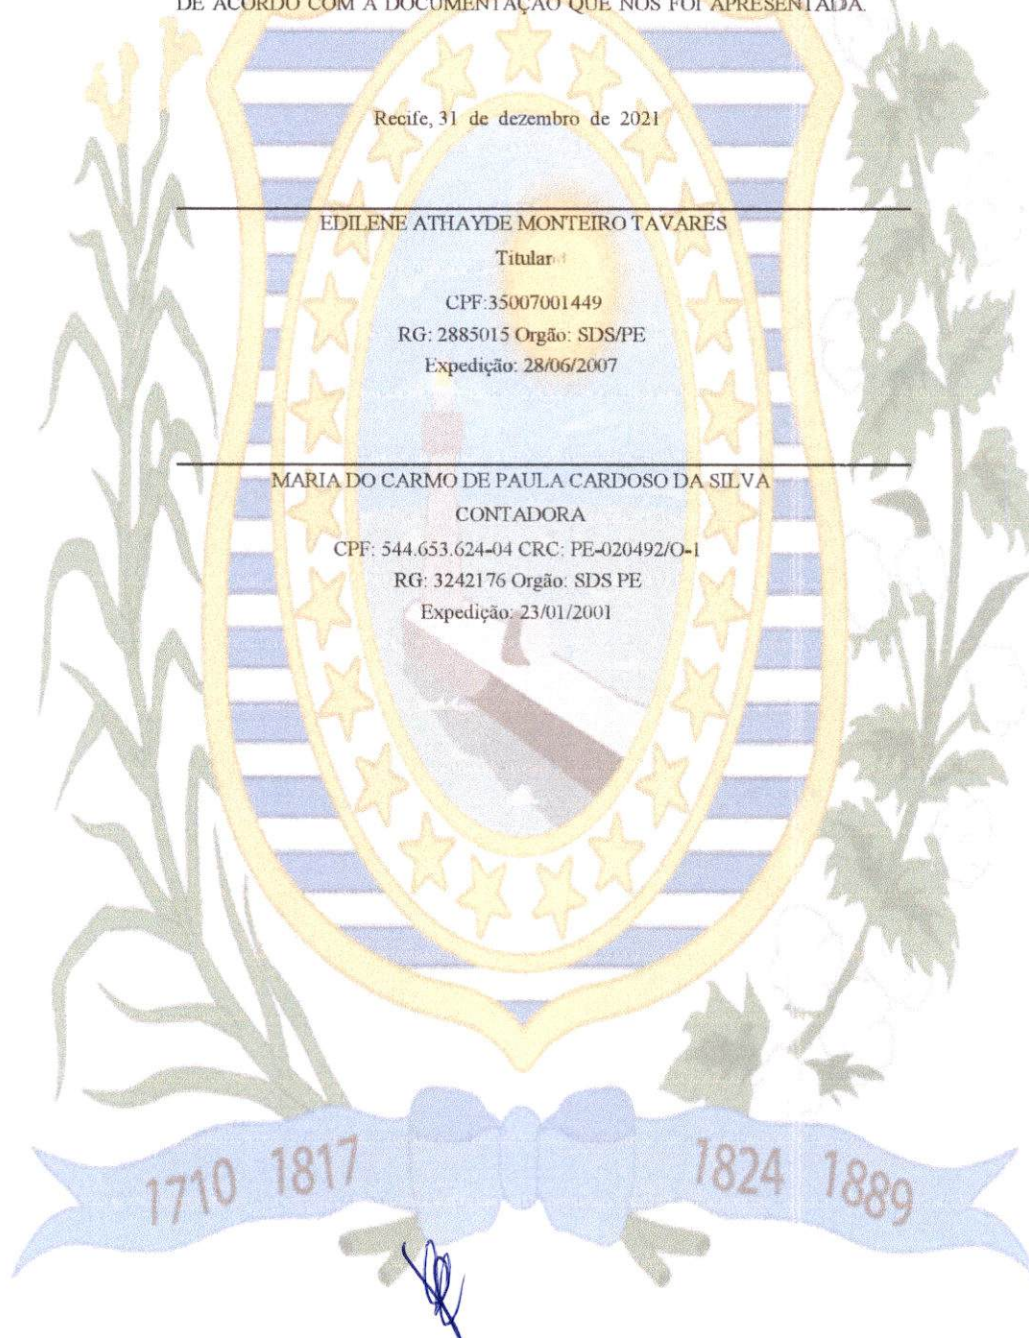 DE ACORDO COM A DOCUMENTAÇÃO QUE NOS FOI APRESENTADA.
Recife, 31 de dezembro de 2021
EDILENE ATHAYDE MONTEIRO TAVARES
Titular
CPF:35007001449
RG: 2885015 Orgão: SDS/PE
Expedição: 28/06/2007
MARIA DO CARMO DE PAULA CARDOSO DA SILVA
CONTADORA
CPF: 544.653.624-04 CRC: PE-020492/O-1
RG: 3242176 Orgão: SDS PE
Expedição: 23/01/2001
1710 1817 1824 1889